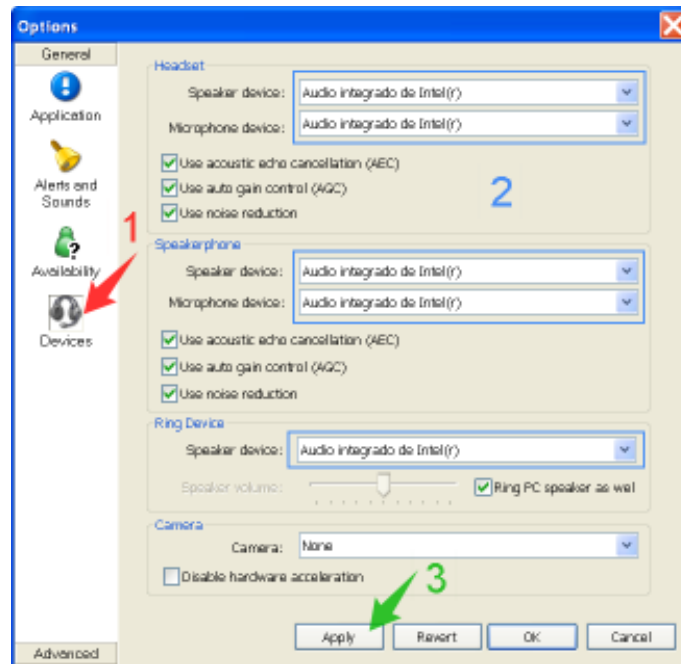 Options
General
Application
Alerts and
Sounds
Availability
Devices
Advanced
1
Headset
Speaker device: Audio integrado de Intel(r)
Microphone device: Audio integrado de Intel(r)
Use acoustic echo cancellation (AEC)
Use auto gain control (AGC)
Use noise reduction
2
Speakerphone
Speaker device: Audio integrado de Intel(r)
Microphone device: Audio integrado de Intel(r)
Use acoustic echo cancellation (AEC)
Use auto gain control (AGC)
Use noise reduction
Ring Device
Speaker device: Audio integrado de Intel(r)
Speaker volume: Ring PC speaker as well
Camera
Camera: None
Disable hardware acceleration
3
Apply Revert OK Cancel